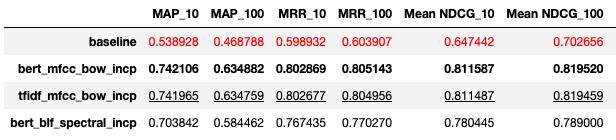 MAP_10 MAP_100 MRR_10 MRR_100 Mean NDCG_10 Mean NDCG_100
baseline 0.538928 0.468788 0.598932 0.603907 0.647442 0.702656
bert_mfcc_bow_incp 0.742106 0.634882 0.802869 0.805143 0.811587 0.819520
tfidf_mfcc_bow_incp 0.741965 0.634759 0.802677 0.804956 0.811487 0.819459
bert_blf_spectral_incp 0.703842 0.584462 0.767435 0.770270 0.780445 0.789000